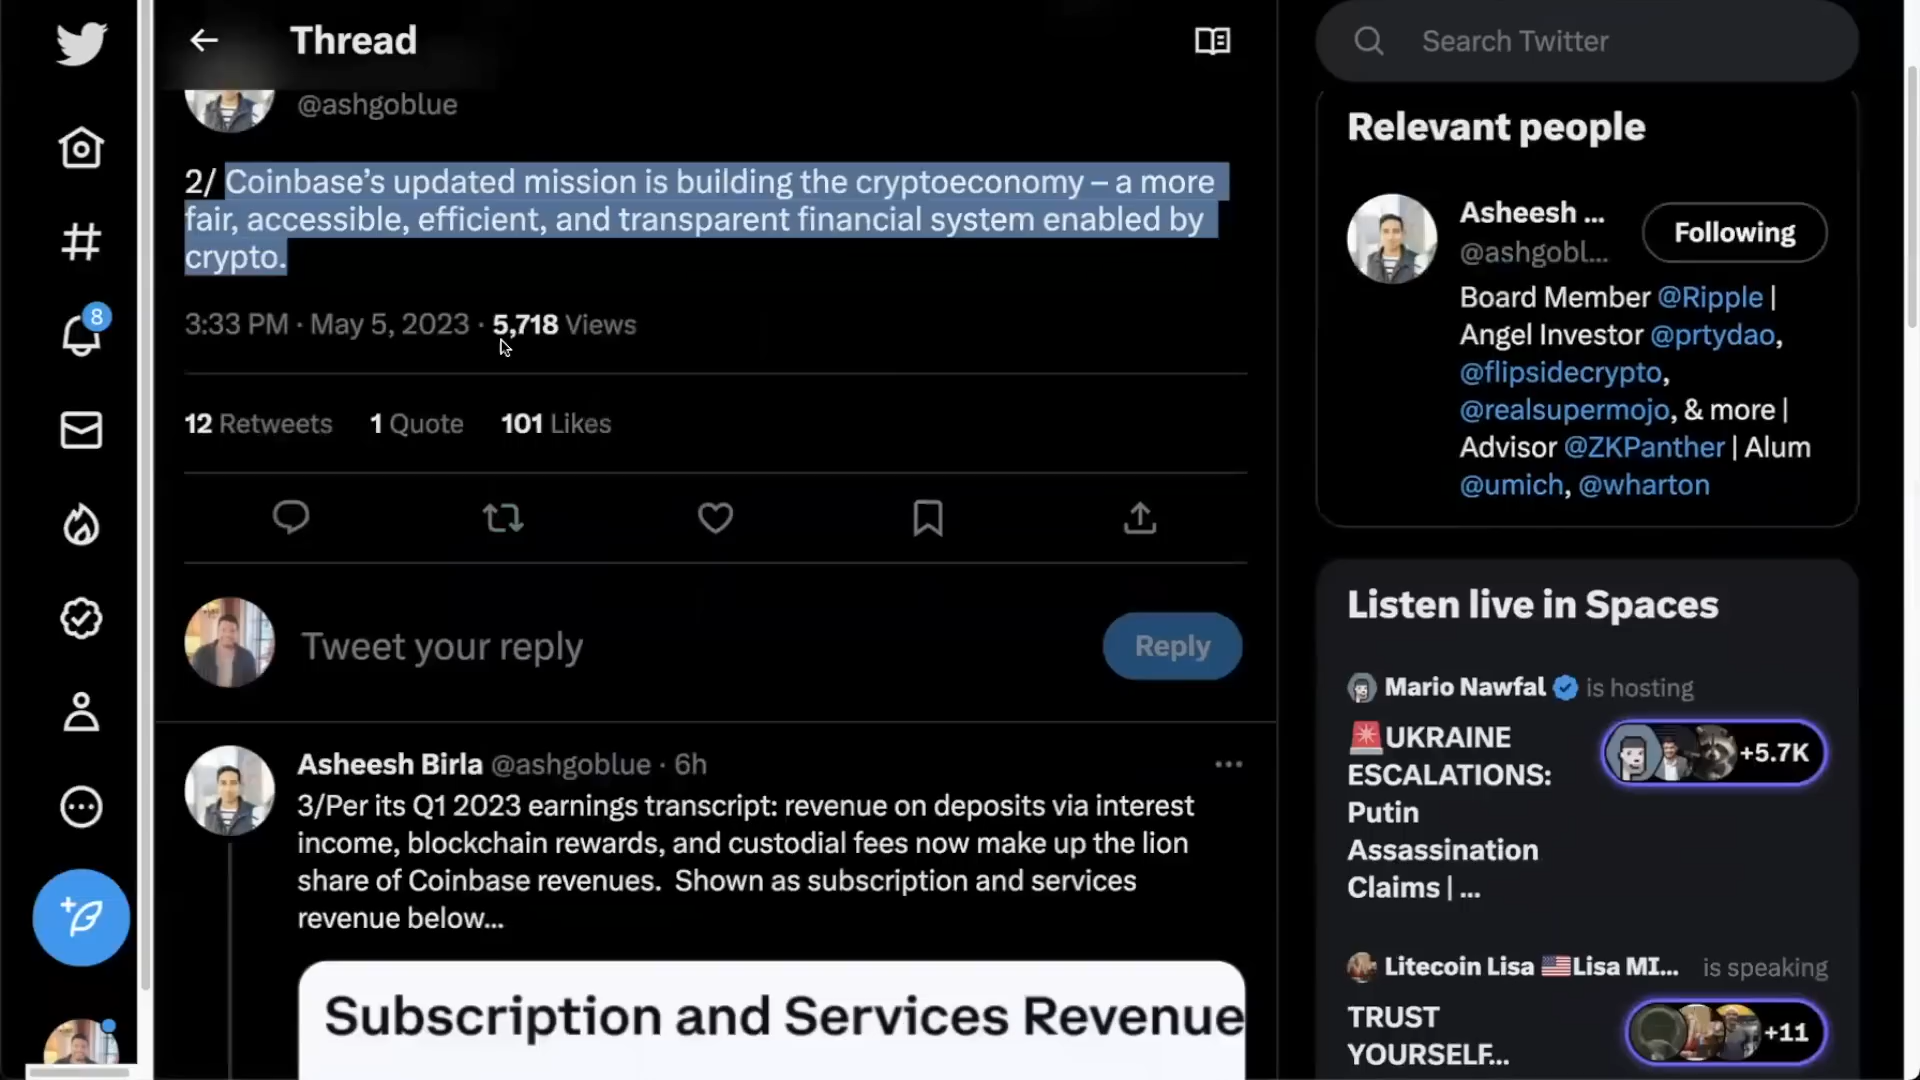 Thread
@ashgoblue
2/ Coinbase’s updated mission is building the cryptoeconomy – a more
fair, accessible, efficient, and transparent financial system enabled by
crypto.
3:33 PM · May 5, 2023 · 5,718 Views
12 Retweets 1 Quote 101 Likes
Tweet your reply
Reply
Asheesh Birla @ashgoblue · 6h
3/Per its Q1 2023 earnings transcript: revenue on deposits via interest
income, blockchain rewards, and custodial fees now make up the lion
share of Coinbase revenues. Shown as subscription and services
revenue below...
Subscription and Services Revenue
8
Search Twitter
Relevant people
Asheesh ...
@ashgobl...
Following
Board Member @Ripple |
Angel Investor @prtydao,
@flipsidecrypto,
@realsupermojo, & more |
Advisor @ZKPanther | Alum
@umich, @wharton
Listen live in Spaces
Mario Nawfal is hosting
🚨UKRAINE
ESCALATIONS:
Putin
Assassination
Claims | ...
+5.7K
Litecoin Lisa 🇺🇸Lisa MI... is speaking
TRUST
YOURSELF...
+11